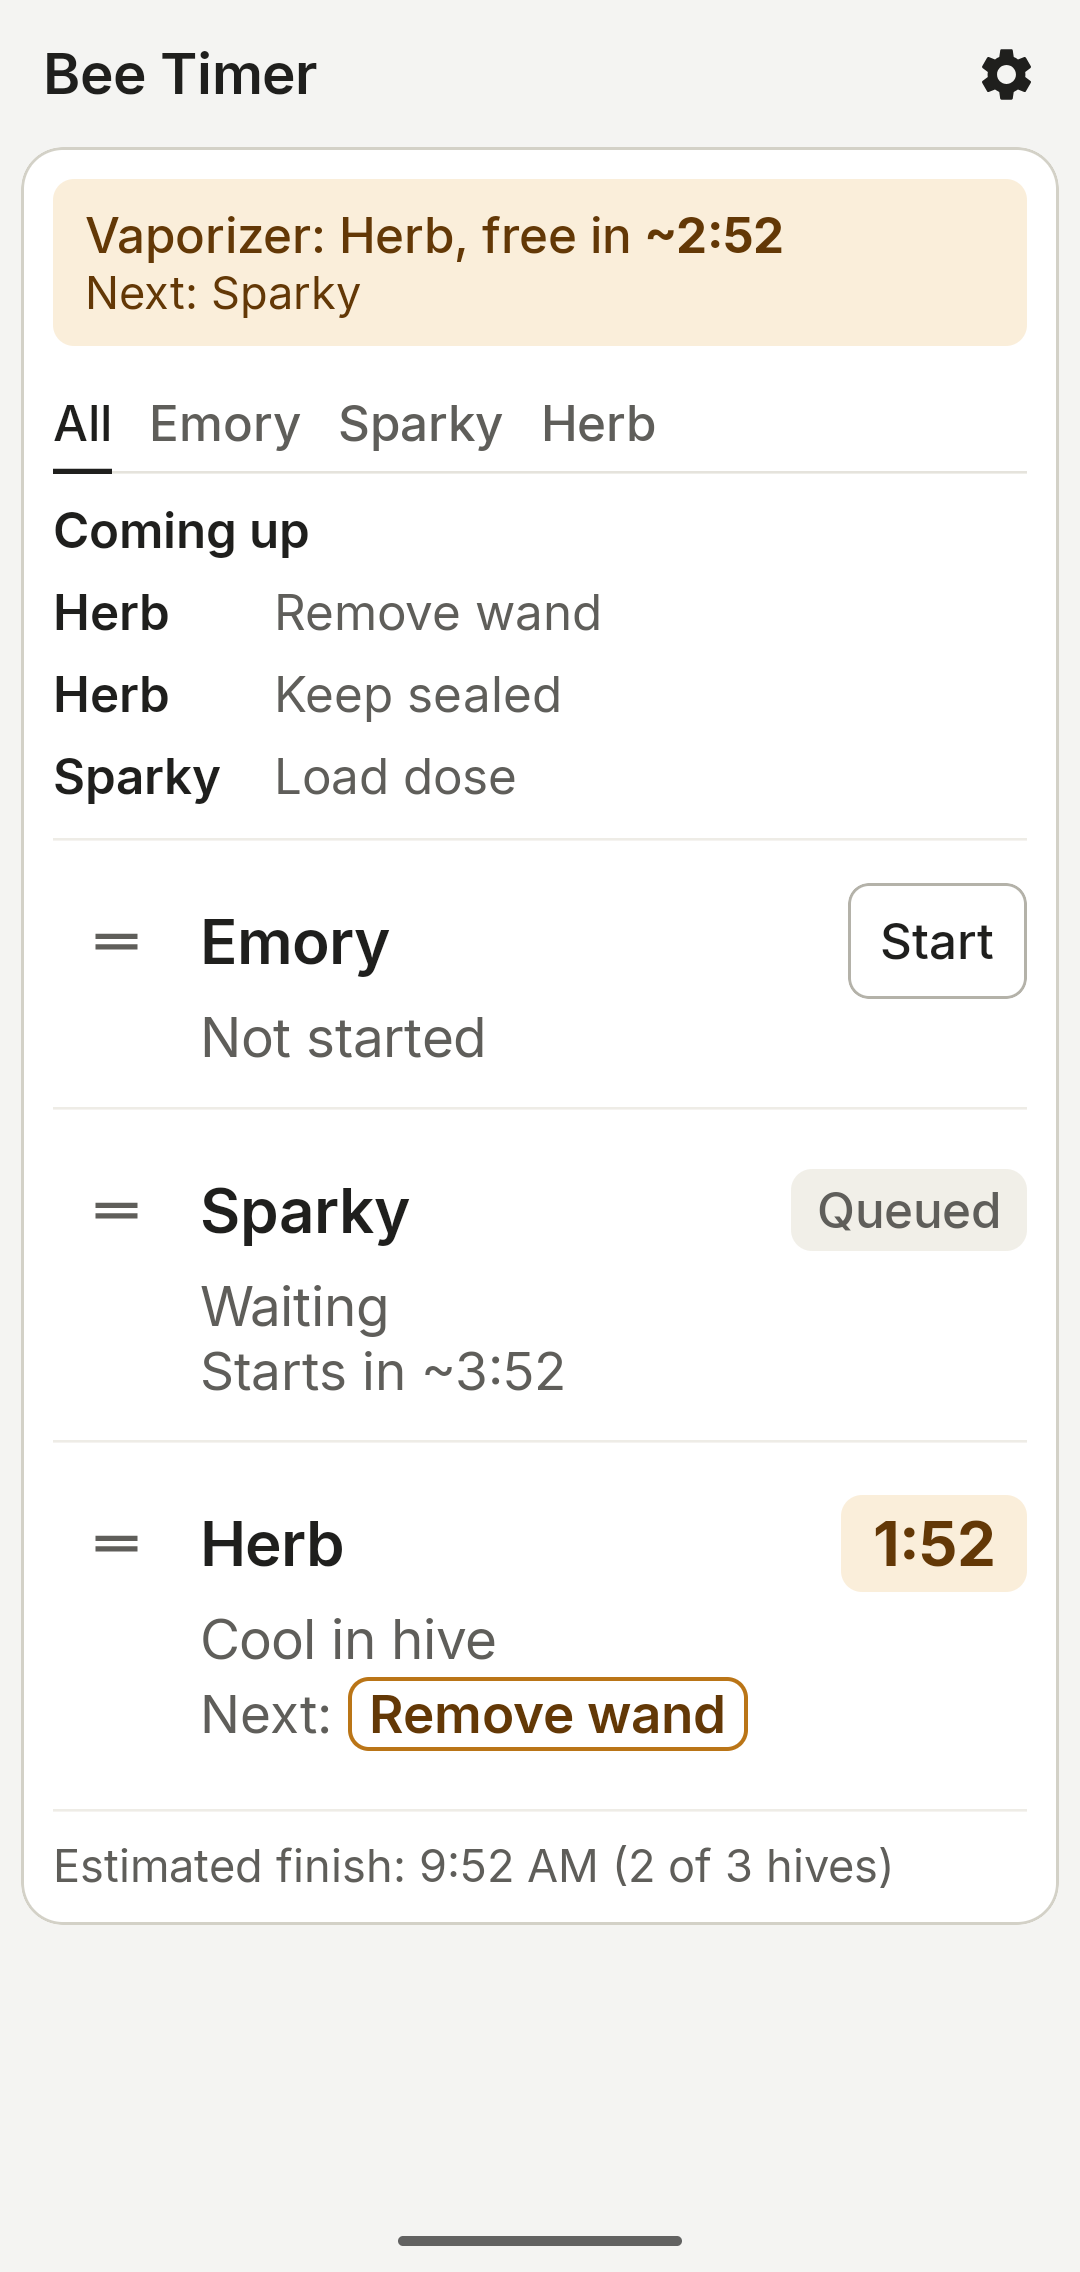 Bee Timer
Vaporizer: Herb, free in ~2:52
Next: Sparky
All Emory Sparky Herb
Coming up
Herb Remove wand
Herb Keep sealed
Sparky Load dose
Emory Start
Not started
Sparky Queued
Waiting
Starts in ~3:52
Herb 1:52
Cool in hive
Next: Remove wand
Estimated finish: 9:52 AM (2 of 3 hives)